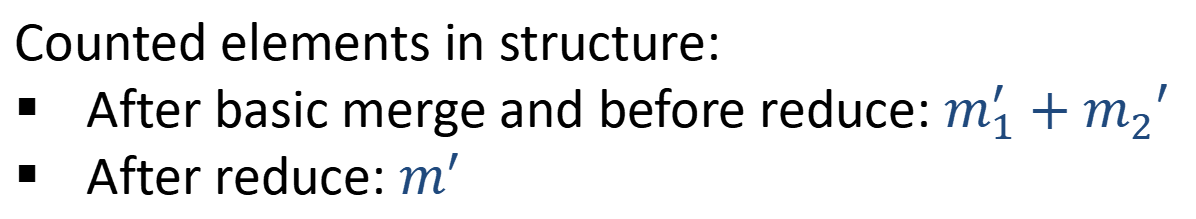 Counted elements in structure:
▪ After basic merge and before reduce: m′₁ + m₂′
▪ After reduce: m′